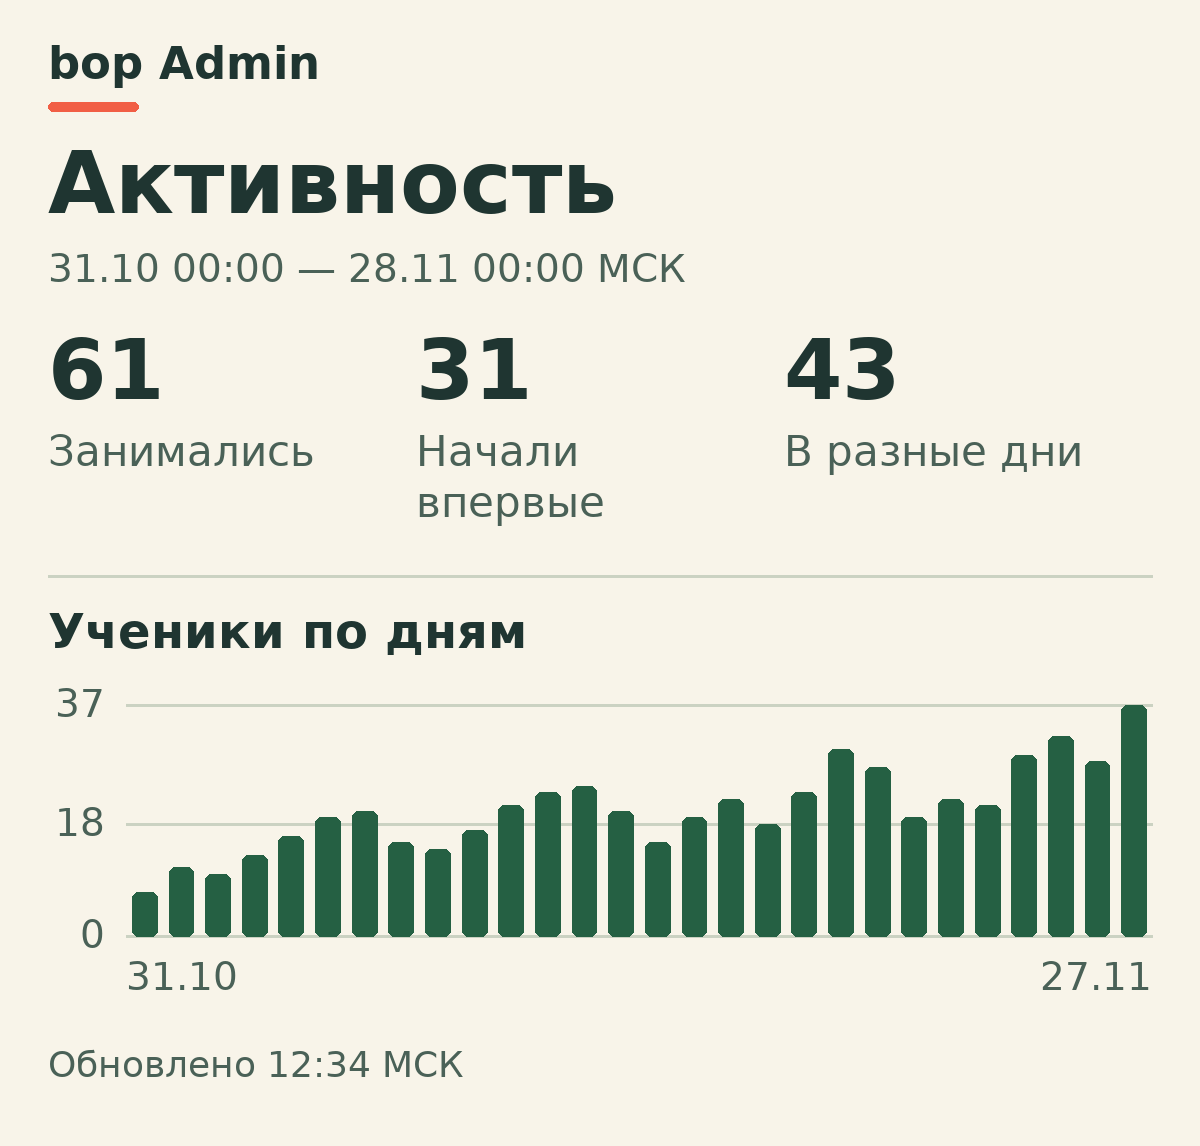 bop Admin
Активность
31.10 00:00 — 28.11 00:00 МСК
61 31 43
Занимались Начали впервые В разные дни
Ученики по дням
37
18
0
31.10 27.11
Обновлено 12:34 МСК